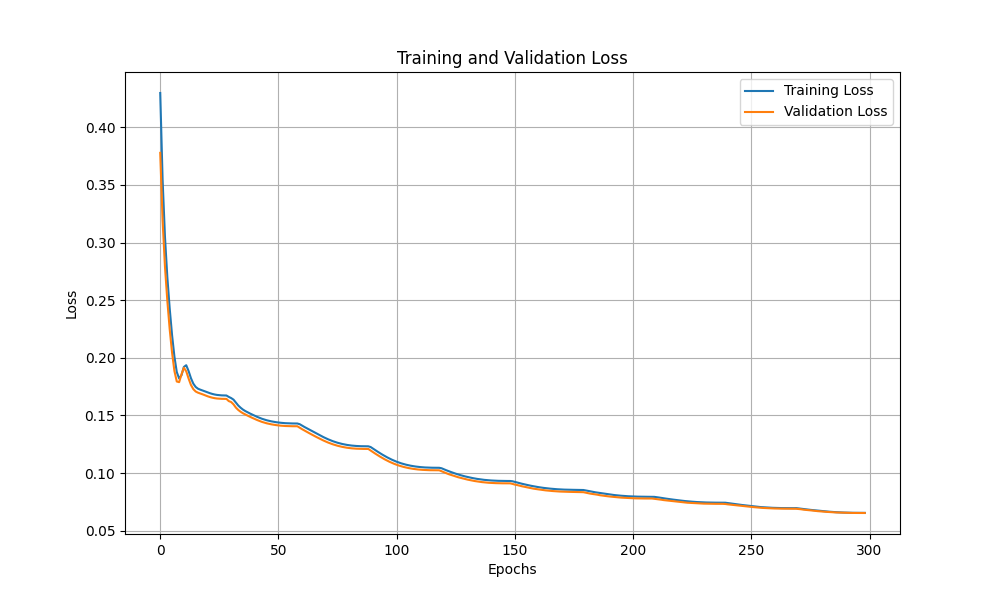 Training and Validation Loss
Training Loss
Validation Loss
0.40
0.35
0.30
0.25
0.20
0.15
0.10
0.05
Loss
0 50 100 150 200 250 300
Epochs